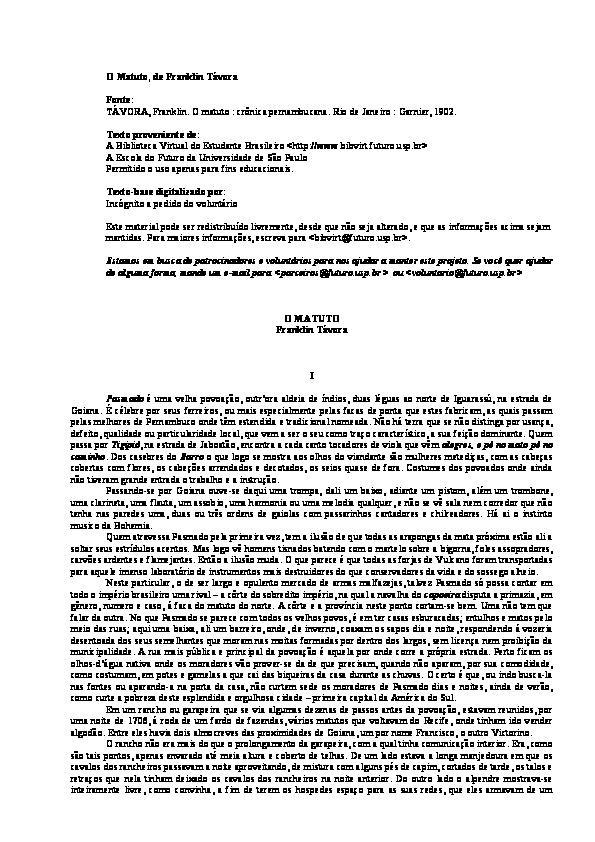 O Matuto, de Franklin Távora
Fonte:
TÁVORA, Franklin. O matuto : crônica pernambucana. Rio de Janeiro : Garnier, 1902.
Texto proveniente de:
A Biblioteca Virtual do Estudante Brasileiro <http://www.bibvirt.futuro.usp.br>
A Escola do Futuro da Universidade de São Paulo
Permitido o uso apenas para fins educacionais.
Texto-base digitalizado por:
Incógnito a pedido do voluntário
Este material pode ser redistribuído livremente, desde que não seja alterado, e que as informações acima sejam
mantidas. Para maiores informações, escreva para <bibvirt@futuro.usp.br>.
Estamos em busca de patrocinadores e voluntários para nos ajudar a manter este projeto. Se você quer ajudar
de alguma forma, mande um e-mail para <parceiros@futuro.usp.br> ou <voluntario@futuro.usp.br>
O MATUTO
Franklin Távora
I
Pasmado é uma velha povoação, outr'ora aldeia de índios, duas léguas ao norte de Iguarassú, na estrada de
Goiana. É célebre por seus ferreiros, ou mais especialmente pelas facas de ponta que estes fabricam, as quais passam
pelas melhores de Pernambuco onde têm estendida e tradicional nomeada. Não há terra que se não distinga por usança,
defeito, qualidade ou particularidade local, que vem a ser o seu como traço característico, a sua feição dominante. Quem
passa por Tigipió, na estrada de Jaboatão, encontra a cada canto tocadores de viola que vêm alegres, o pé no mato pé no
caminho. Dos casebres do Barro o que logo se mostra aos olhos do viandante são mulheres metediças, com as cabeças
cobertas com flores, os cabeções arrendados e decotados, os seios quase de fora. Costumes dos povoados onde ainda
não tiveram grande entrada o trabalho e a instrução.
Passando-se por Goiana ouve-se daqui uma trompa, dali um baixo, adiante um pistom, além um trombone,
uma clarineta, uma flauta, um assobio, uma harmonia ou uma melodia qualquer, e não se vê sala nem corredor que não
tenha nas paredes uma, duas ou três ordens de gaiolas com passarinhos cantadores e chilreadores. Há aí o instinto
musico da Bohemia.
Quem atravessa Pasmado pela primeira vez, tem a ilusão de que todas as arapongas da mata próxima estão ali a
soltar seus estrídulos acentos. Mas logo vê homens tisnados batendo com o martelo sobre a bigorna, foles assopradores,
carvões ardentes e flamejantes. Então a ilusão muda. O que parece é que todas as forjas de Vulcano foram transportadas
para aquele imenso laboratório de instrumentos mais destruidores do que conservadores da vida e do sossego alheio.
Neste particular, o de ser largo e opulento mercado de armas malfazejas, talvez Pasmado só possa contar em
todo o império brasileiro um rival – a côrte do sobredito império, na qual a navalha do capoeira disputa a primazia, em
gênero, numero e caso, á faca do matuto do norte. A côrte e a província neste ponto cortam-se bem. Uma não tem que
falar da outra. No que Pasmado se parece com todos os velhos povos, é em ter casas esburacadas; entulhos e matos pelo
meio das ruas; aqui uma baixa, ali um barreiro, onde, de inverno, coaxam os sapos dia e noite, respondendo é vozeria
desentoada dos seus semelhantes que moram nas moitas formadas por dentro dos largos, sem licença nem proibição da
municipalidade. A rua mais pública e principal da povoação é aquela por onde corre a própria estrada. Perto ficam os
olhos-d'água nativa onde os moradores vão prover-se da de que precisam, quando não aparam, por sua comodidade,
como costumam, em potes e gamelas a que cai das biqueiras da casa durante as chuvas. O certo é que, ou indo busca-la
nas fontes ou aparando-a na porta da casa, não curtem sede os moradores de Pasmado dias e noites, ainda de verão,
como curte a pobreza deste esplendida e orgulhosa cidade – primeira capital da América do Sul.
Em um rancho ou garapeira que se via algumas dezenas de passos antes da povoação, estavam reunidos, por
uma noite de 1706, á roda de um fardo de fazendas, vários matutos que voltavam do Recife, onde tinham ido vender
algodão. Entre eles havia dois almocreves das proximidades de Goiana, um por nome Francisco, o outro Victorino.
O rancho não era mais do que o prolongamento da garapeira, com a qual tinha comunicação interior. Era, como
são tais pontos, apenas envarado até meia altura e coberto de telhas. De um lado estava a longa manjedoura em que os
cavalos dos rancheiros passavam a noite aproveitando, de mistura com alguns pés de capim, cortados de tarde, os talos e
retraços que nela tinham deixado os cavalos dos rancheiros na noite anterior. Do outro lado o alpendre mostrava-se
inteiramente livre, como convinha, a fim de terem os hospedes espaço para as suas redes, que eles armavam de um